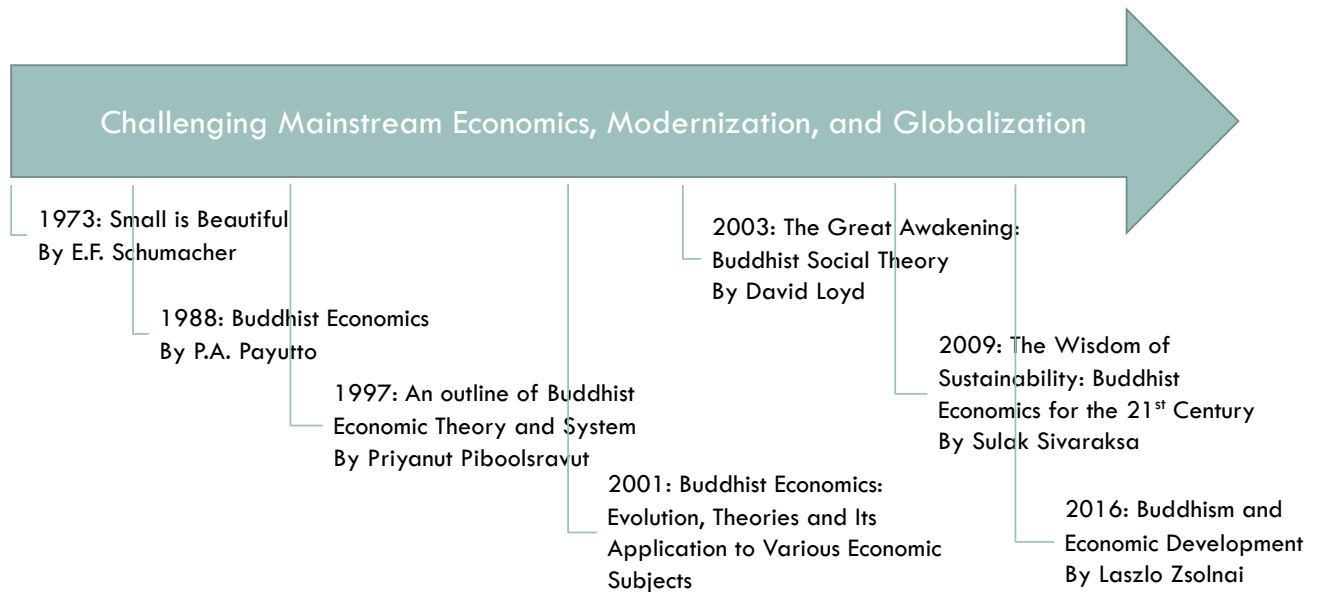 Challenging Mainstream Economics, Modernization, and Globalization
1973: Small is Beautiful
By E.F. Schumacher
1988: Buddhist Economics
By P.A. Payutto
1997: An outline of Buddhist
Economic Theory and System
By Priyanut Piboolsravut
2001: Buddhist Economics:
Evolution, Theories and Its
Application to Various Economic
Subjects
2003: The Great Awakening:
Buddhist Social Theory
By David Loyd
2009: The Wisdom of
Sustainability: Buddhist
Economics for the 21st Century
By Sulak Sivaraksa
2016: Buddhism and
Economic Development
By Laszlo Zsolnai